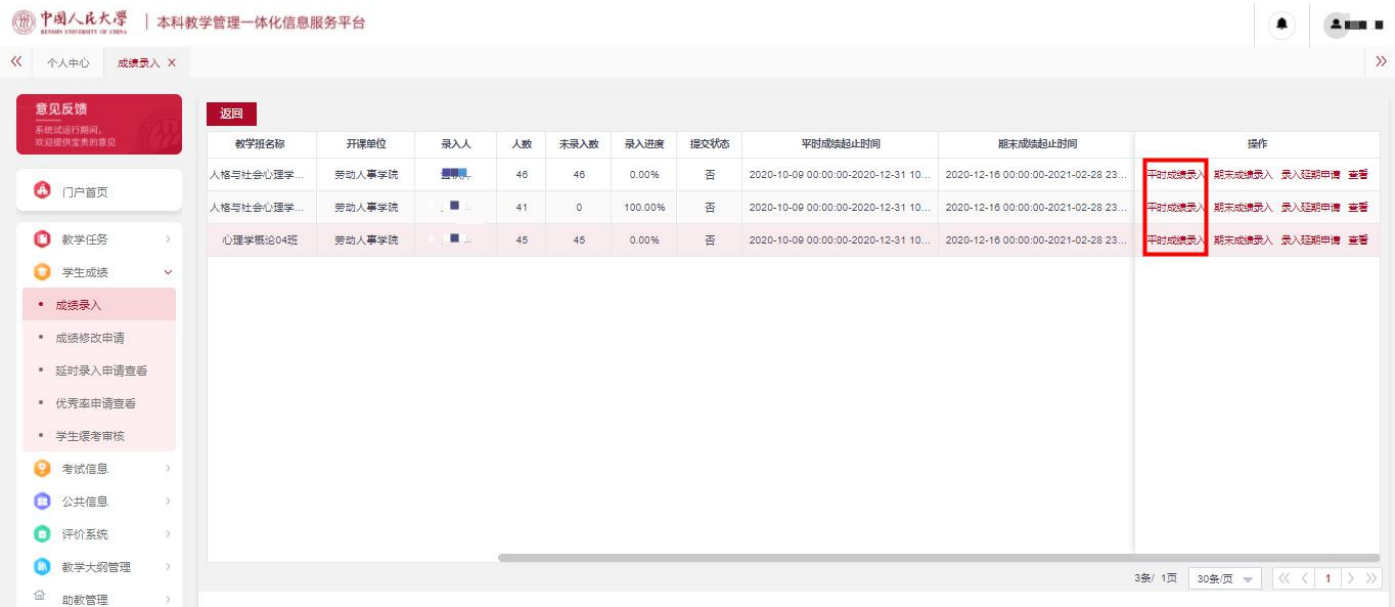 中国人民大学 本科教学管理一体化信息服务平台
RENMIN UNIVERSITY OF CHINA
个人中心 成绩录入 X
意见反馈
系统试运行期间,
欢迎提供宝贵的意见
门户首页
教学任务
学生成绩
成绩录入
成绩修改申请
延时录入申请查看
优秀率申请查看
学生缓考审核
考试信息
公共信息
评价系统
教学大纲管理
助教管理
返回
教学班名称 开课单位 录入人 人数 未录入数 录入进度 提交状态 平时成绩起止时间 期末成绩起止时间 操作
人格与社会心理学... 劳动人事学院 46 46 0.00% 否 2020-10-09 00:00:00-2020-12-31 10... 2020-12-16 00:00:00-2021-02-28 23... 平时成绩录入 期末成绩录入 录入延期申请 查看
人格与社会心理学... 劳动人事学院 41 0 100.00% 否 2020-10-09 00:00:00-2020-12-31 10... 2020-12-16 00:00:00-2021-02-28 23... 平时成绩录入 期末成绩录入 录入延期申请 查看
心理学概论04班 劳动人事学院 45 45 0.00% 否 2020-10-09 00:00:00-2020-12-31 10... 2020-12-16 00:00:00-2021-02-28 23... 平时成绩录入 期末成绩录入 录入延期申请 查看
3条/ 1页 30条/页 1